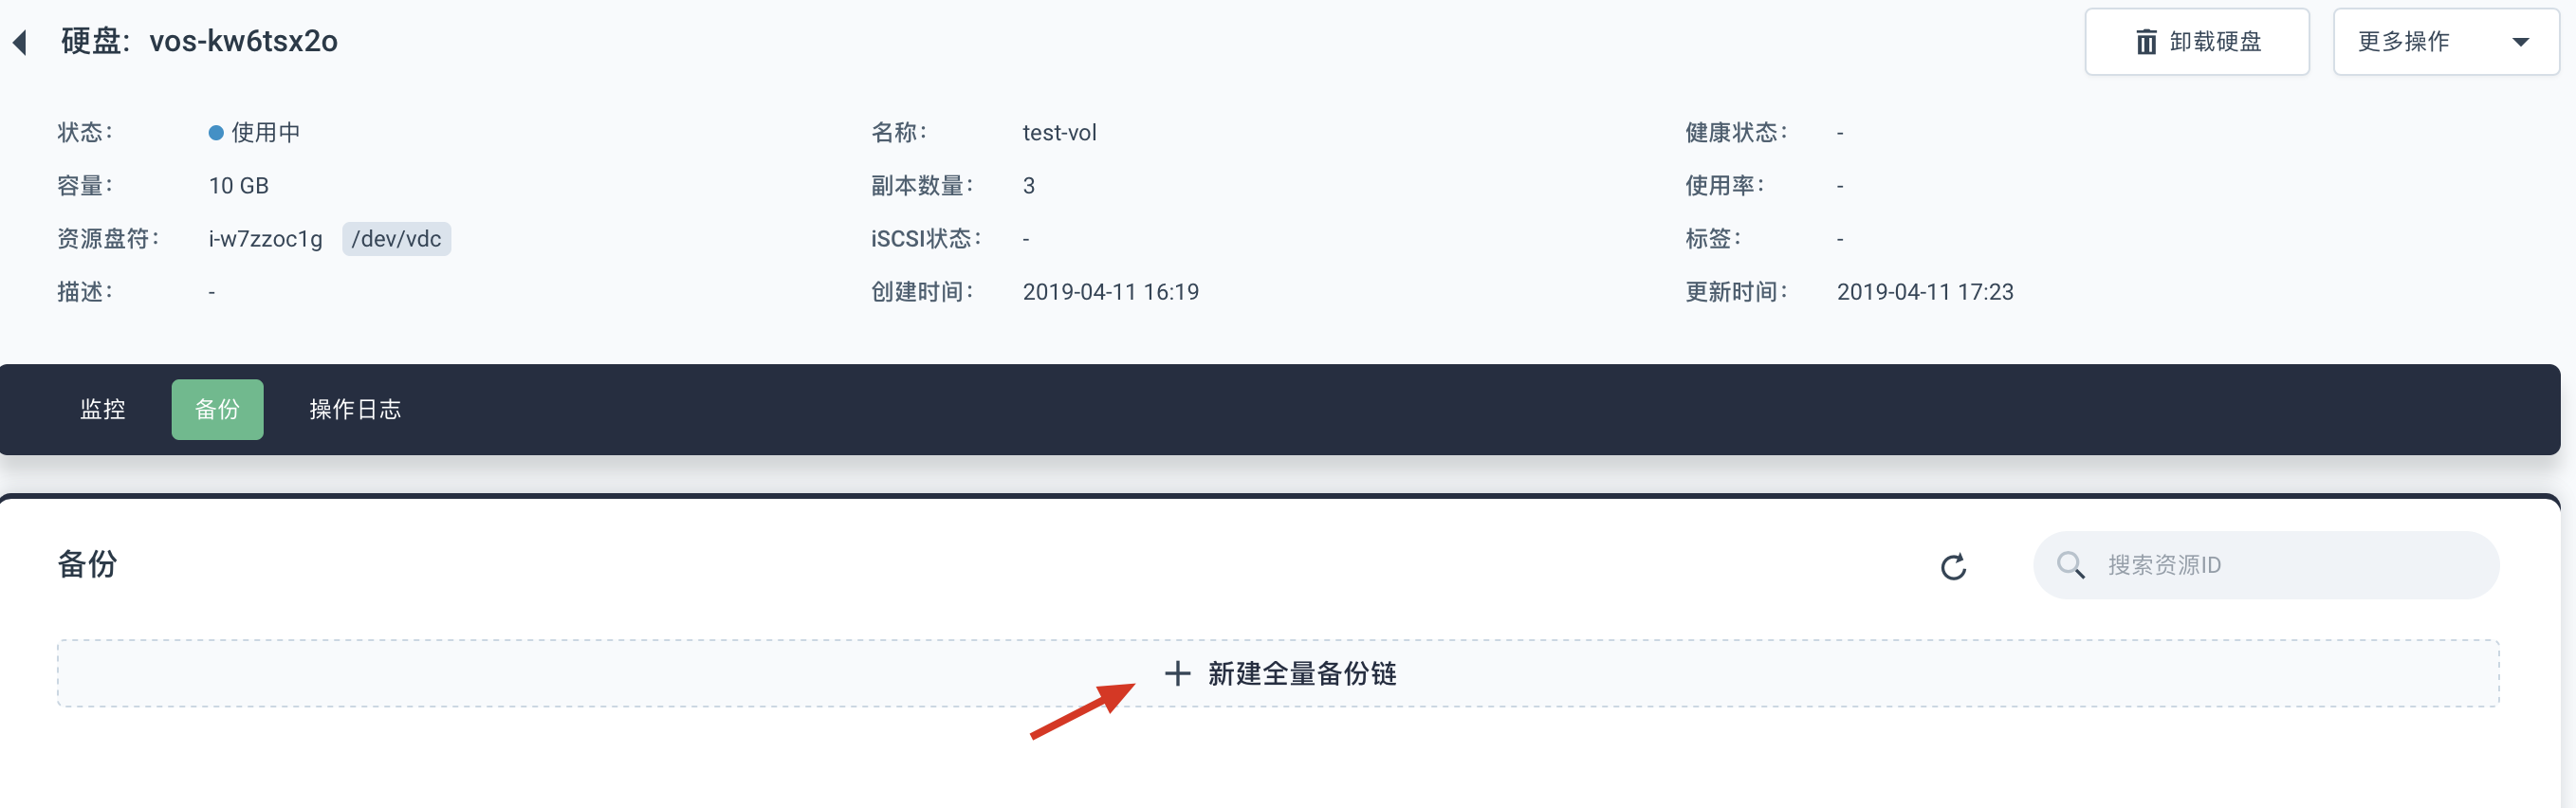 硬盘： vos-kw6tsx2o
卸载硬盘
更多操作
状态： 使用中
名称： test-vol
健康状态： -
容量： 10 GB
副本数量： 3
使用率： -
资源盘符： i-w7zzoc1g /dev/vdc
iSCSI状态： -
标签： -
描述： -
创建时间： 2019-04-11 16:19
更新时间： 2019-04-11 17:23
监控 备份 操作日志
备份
搜索资源ID
新建全量备份链